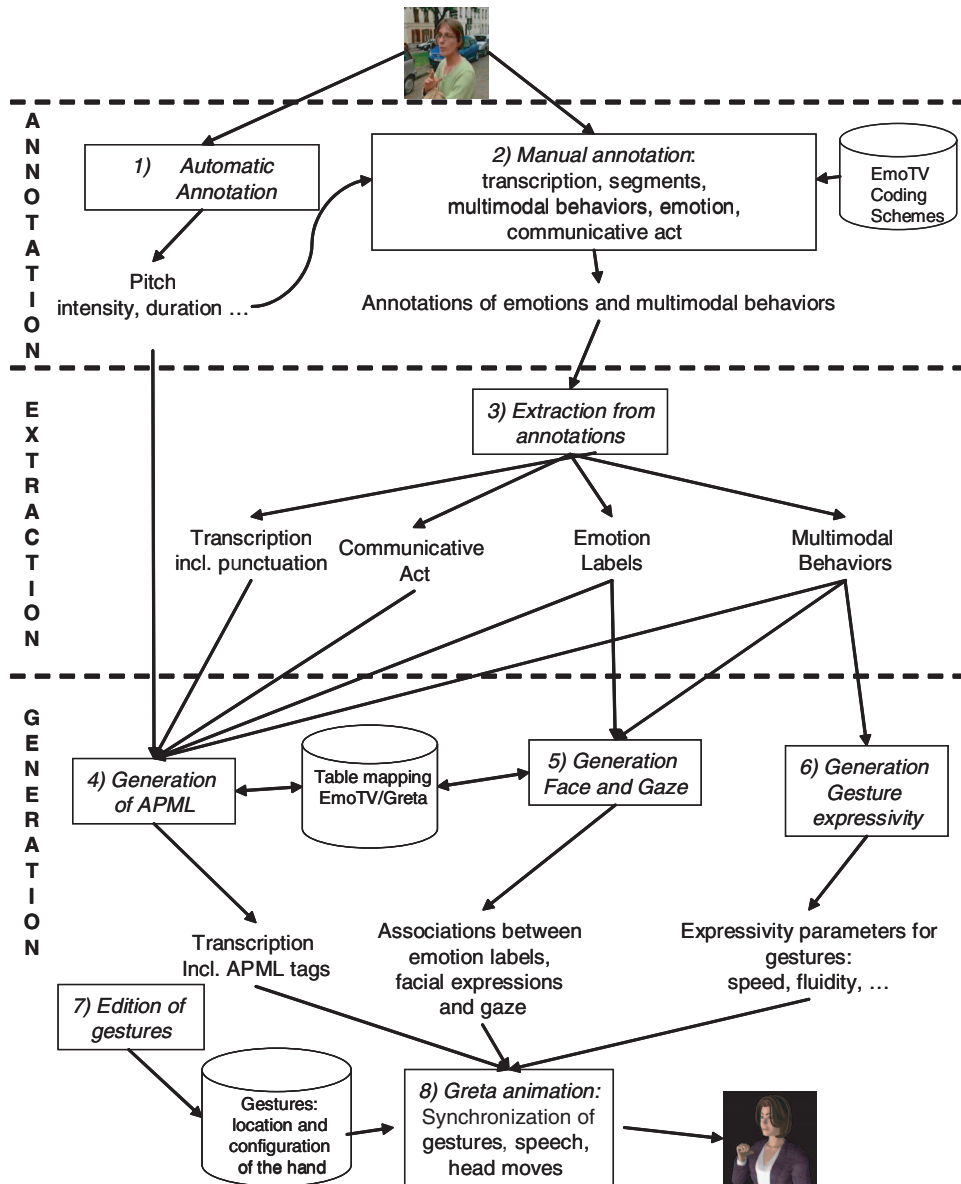 ANNOTATION
1) Automatic
Annotation
2) Manual annotation:
transcription, segments,
multimodal behaviors, emotion,
communicative act
EmoTV
Coding
Schemes
Pitch
intensity, duration …
Annotations of emotions and multimodal behaviors
EXTRACTION
3) Extraction from
annotations
Transcription
incl. punctuation
Communicative
Act
Emotion
Labels
Multimodal
Behaviors
GENERATION
4) Generation
of APML
Table mapping
EmoTV/Greta
5) Generation
Face and Gaze
6) Generation
Gesture
expressivity
Transcription
Incl. APML tags
Associations between
emotion labels,
facial expressions
and gaze
Expressivity parameters for
gestures:
speed, fluidity, …
7) Edition of
gestures
Gestures:
location and
configuration
of the hand
8) Greta animation:
Synchronization of
gestures, speech,
head moves